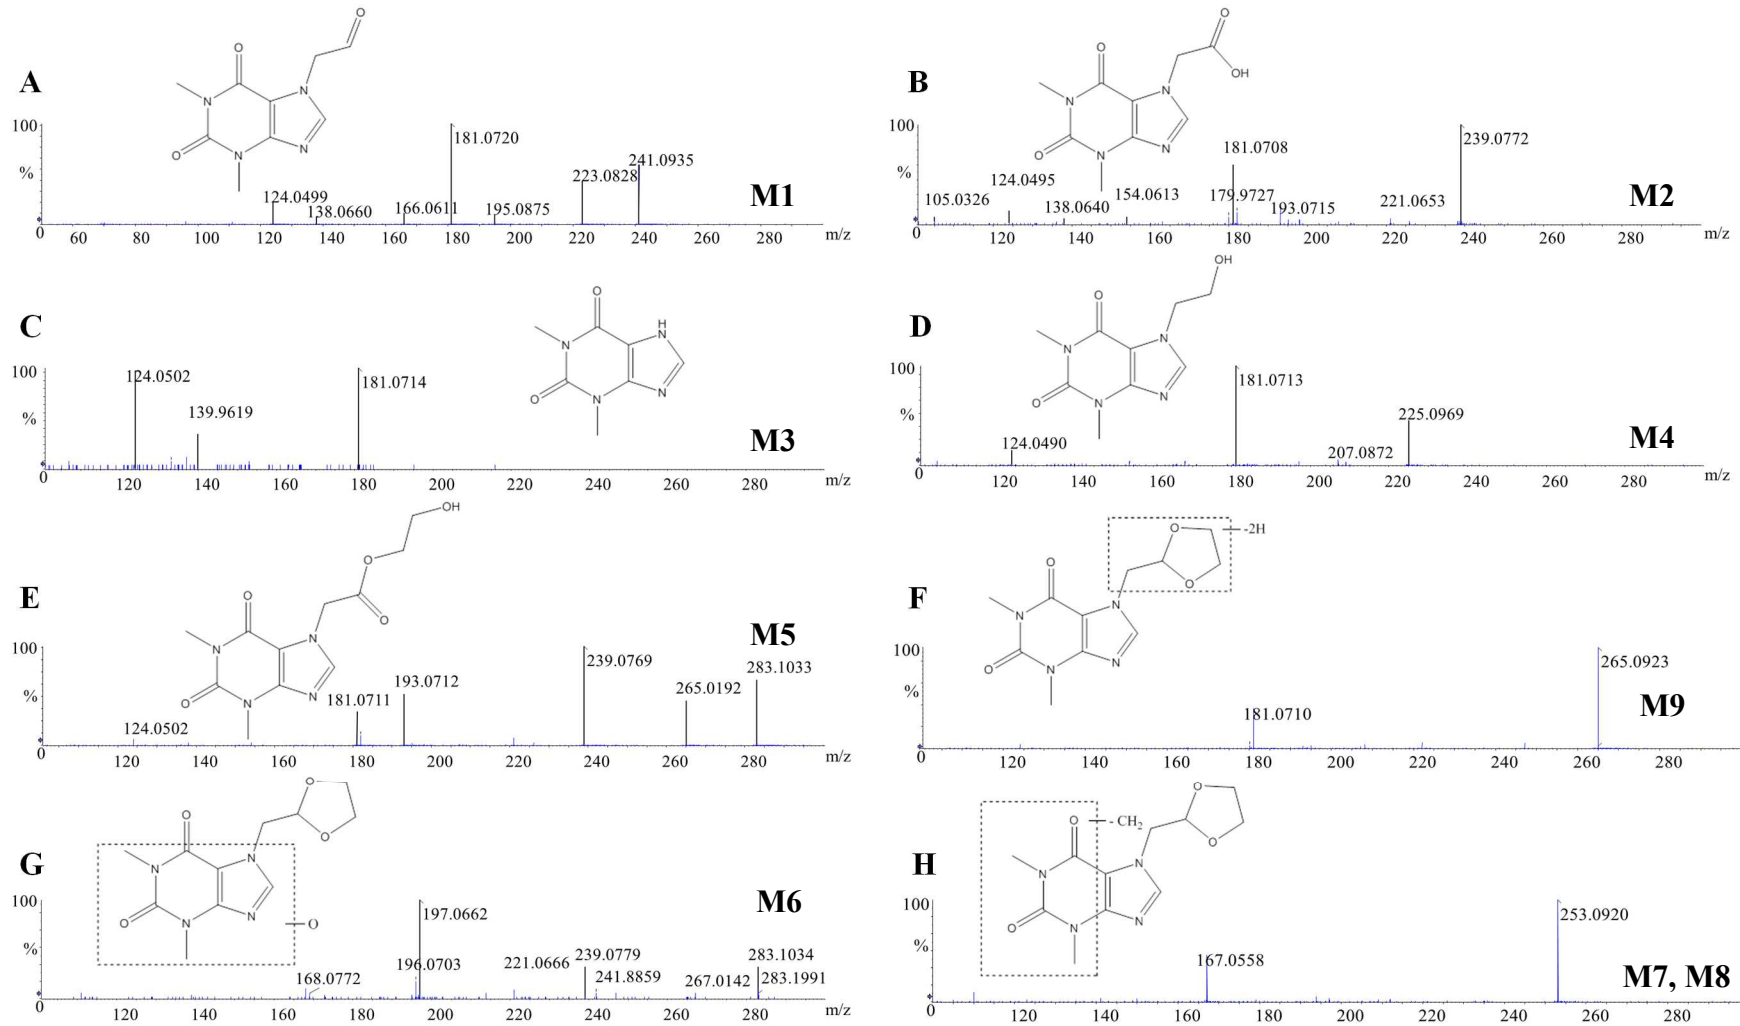 A
O
O
N
N
O
N
N
100
%
181.0720
241.0935
223.0828
124.0499
138.0660
166.0611
195.0875
M1
0 60 80 100 120 140 160 180 200 220 240 260 280 m/z
B
O
OH
O
N
N
O
N
N
100
%
239.0772
181.0708
124.0495
154.0613
179.9727
105.0326
138.0640
193.0715
221.0653
M2
0 120 140 160 180 200 220 240 260 280 m/z
C
O
H
N
N
O
N
N
100
%
124.0502
139.9619
181.0714
M3
0 120 140 160 180 200 220 240 260 280 m/z
D
OH
O
N
N
O
N
N
100
%
181.0713
225.0969
124.0490
207.0872
M4
0 120 140 160 180 200 220 240 260 280 m/z
E
OH
O
O
O
N
N
O
N
N
100
%
M5
239.0769
283.1033
193.0712
265.0192
181.0711
124.0502
0 120 140 160 180 200 220 240 260 280 m/z
F
O
-2H
O
O
N
N
O
N
N
100
%
265.0923
181.0710
M9
0 120 140 160 180 200 220 240 260 280
G
O
O
O
N
N
O
N
N
O
100
%
197.0662
M6
196.0703
221.0666
239.0779
283.1034
168.0772
241.8859
267.0142
283.1991
0 120 140 160 180 200 220 240 260 280 m/z
H
O
O
O
- CH2
N
N
O
N
N
100
%
253.0920
167.0558
M7, M8
0 120 140 160 180 200 220 240 260 280 m/z